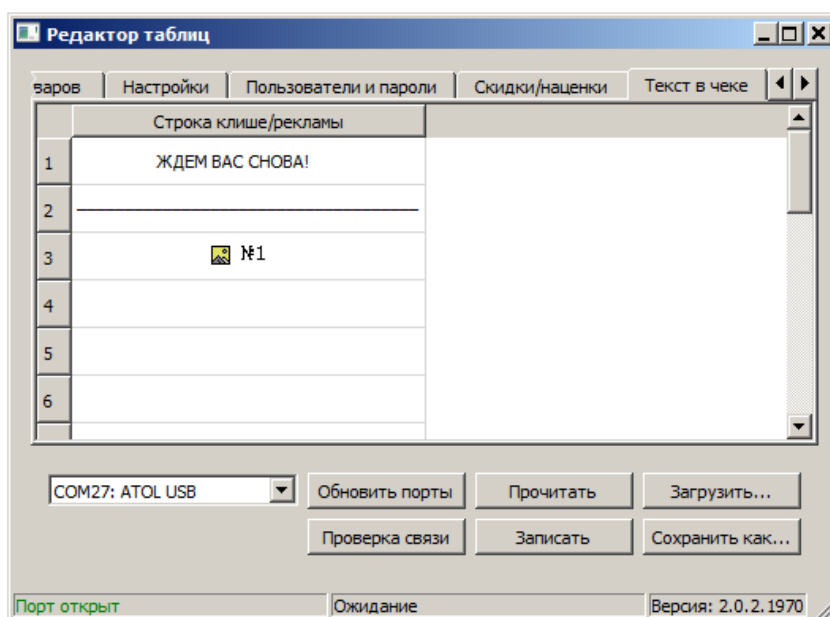 Редактор таблиц
варов Настройки Пользователи и пароли Скидки/наценки Текст в чеке
Строка клише/рекламы
1 ЖДЕМ ВАС СНОВА!
2
3 №1
4
5
6
COM27: ATOL USB Обновить порты Прочитать Загрузить...
Проверка связи Записать Сохранить как...
Порт открыт Ожидание Версия: 2.0.2.1970